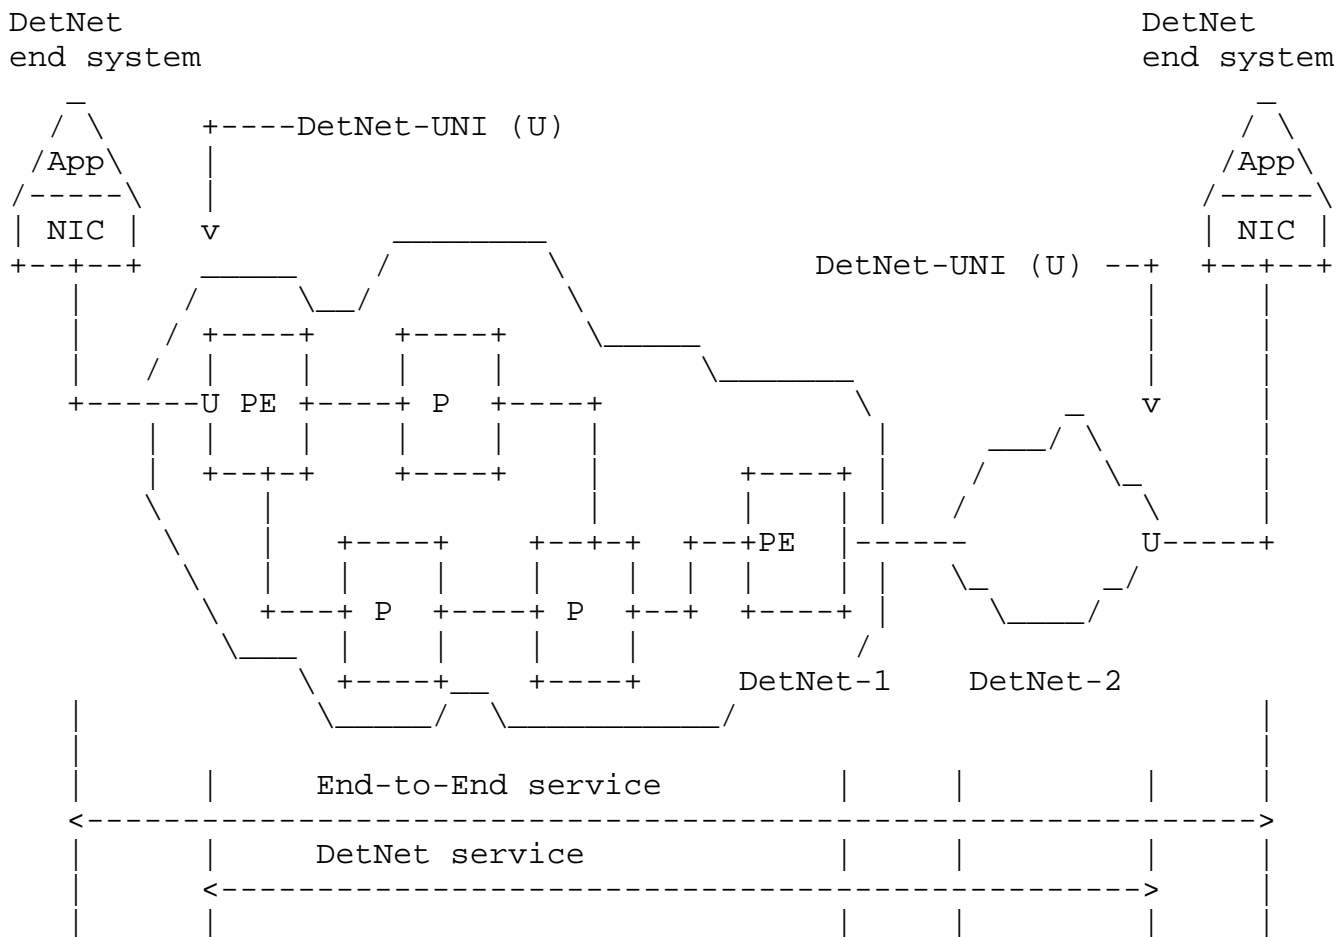 DetNet DetNet
end system end system
+----DetNet-UNI (U)
App App
NIC NIC
v
DetNet-UNI (U) --+
U PE P
v
PE
U
P P
DetNet-1 DetNet-2
End-to-End service
DetNet service